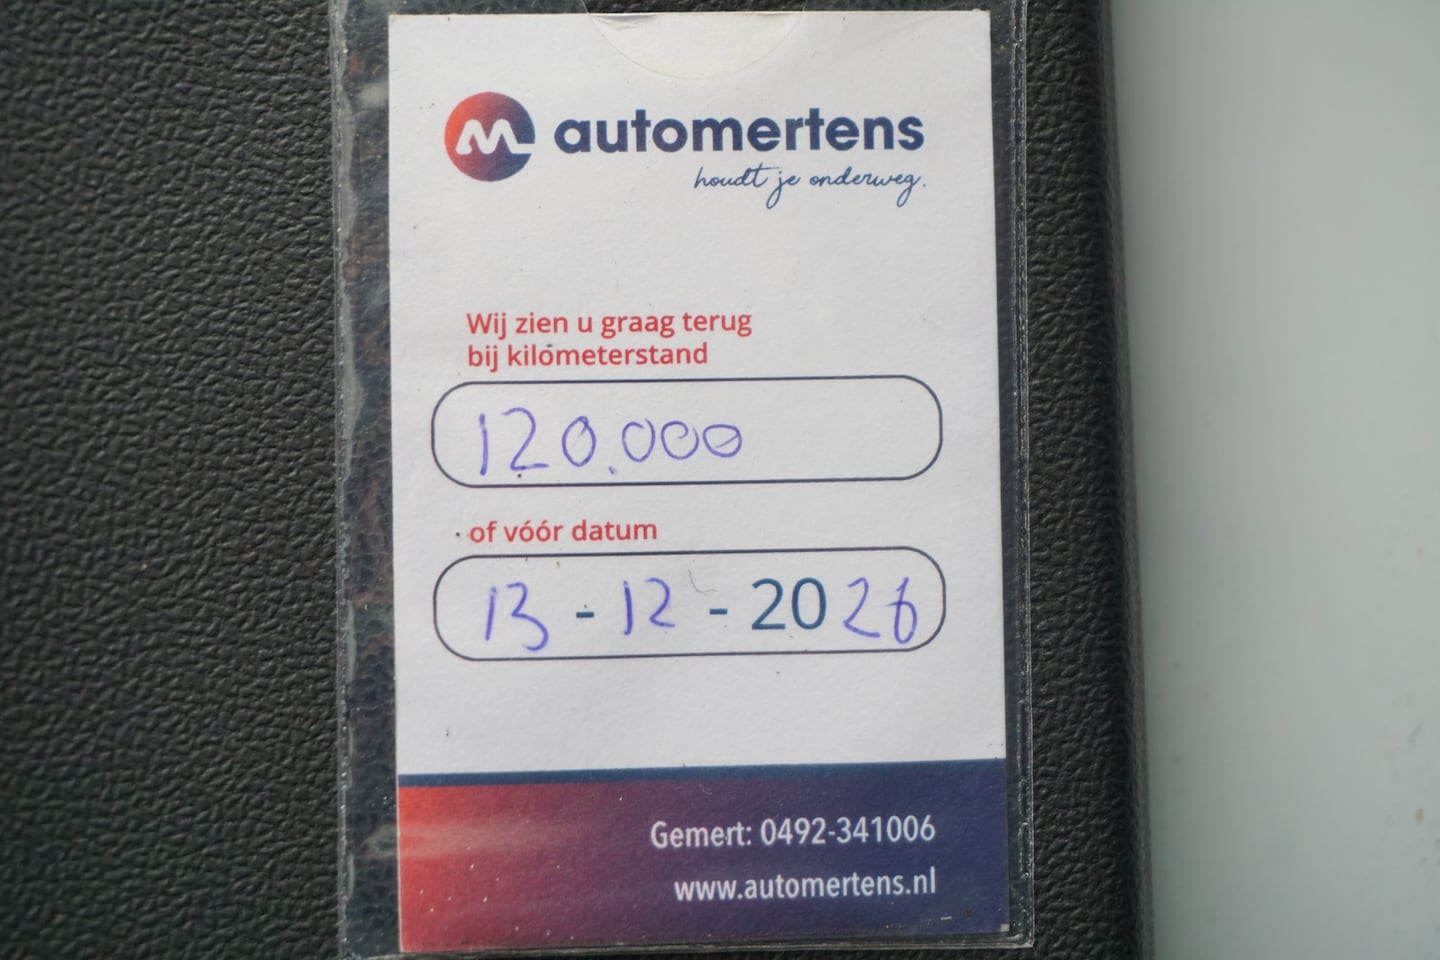 automertens
houdt je onderweg.
Wij zien u graag terug
bij kilometerstand
120.000
of vóór datum
13 - 12 - 2026
Gemert: 0492-341006
www.automertens.nl